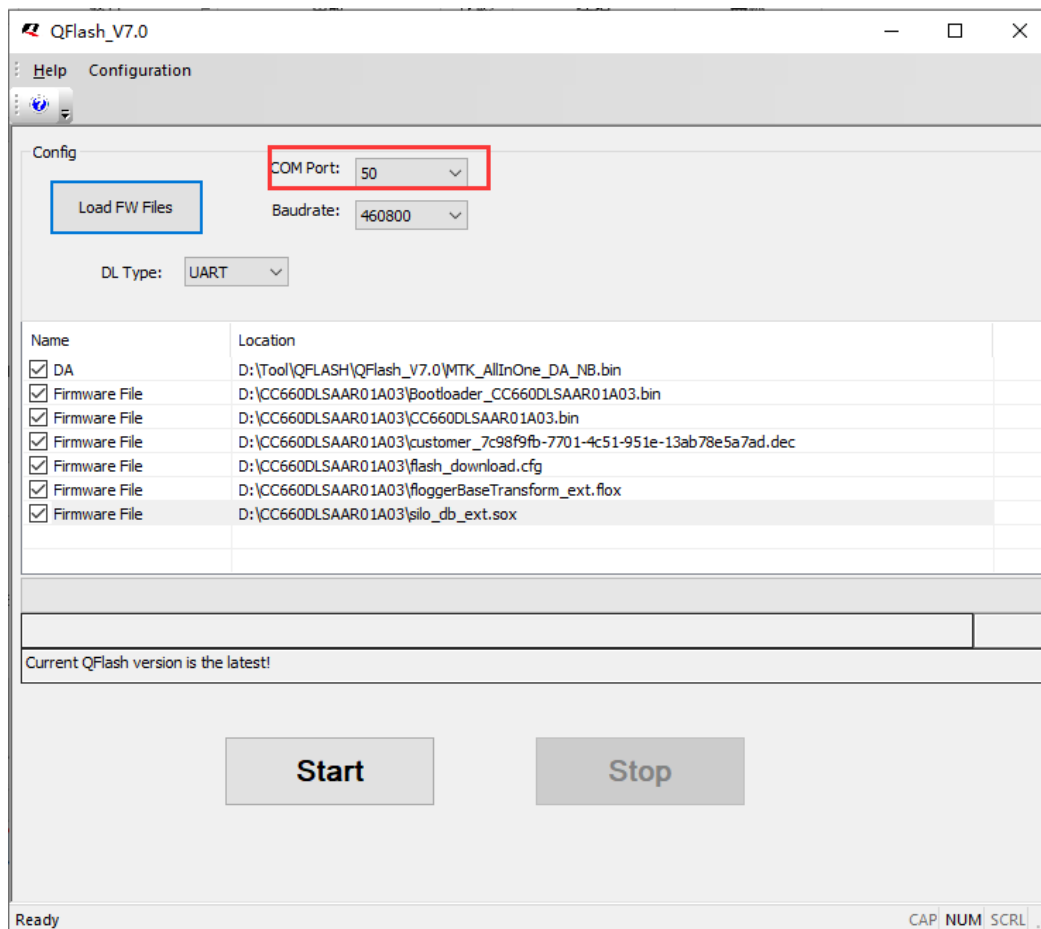 QFlash_V7.0
Help Configuration
Config
COM Port: 50
Load FW Files
Baudrate: 460800
DL Type: UART
Name Location
DA D:\Tool\QFLASH\QFlash_V7.0\MTK_AllInOne_DA_NB.bin
Firmware File D:\CC660DLSAAR01A03\Bootloader_CC660DLSAAR01A03.bin
Firmware File D:\CC660DLSAAR01A03\CC660DLSAAR01A03.bin
Firmware File D:\CC660DLSAAR01A03\customer_7c98f9fb-7701-4c51-951e-13ab78e5a7ad.dec
Firmware File D:\CC660DLSAAR01A03\flash_download.cfg
Firmware File D:\CC660DLSAAR01A03\floggerBaseTransform_ext.flox
Firmware File D:\CC660DLSAAR01A03\silo_db_ext.sox
Current QFlash version is the latest!
Start Stop
Ready CAP NUM SCRL